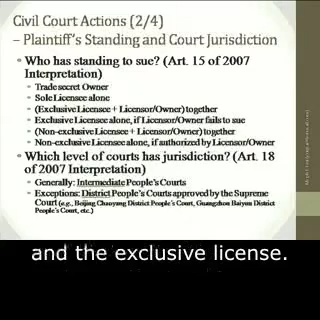 Civil Court Actions (2/4)
– Plaintiff's Standing and Court Jurisdiction
• Who has standing to sue? (Art. 15 of 2007
Interpretation)
• Trade secret Owner
• Sole Licensee alone
• (Exclusive Licensee + Licensor/Owner) together
• Exclusive Licensee alone, if Licensor/Owner fails to sue
• (Non-exclusive Licensee + Licensor/Owner) together
• Non-exclusive Licensee alone, if authorized by Licensor/Owner
• Which level of courts has jurisdiction? (Art. 18
of 2007 Interpretation)
• Generally: Intermediate People's Courts
• Exceptions: District People's Courts approved by the Supreme
Court (e.g., Beijing Chaoyang District People's Court, Guangzhou Baiyun District
People's Court, etc.)
and the exclusive license.